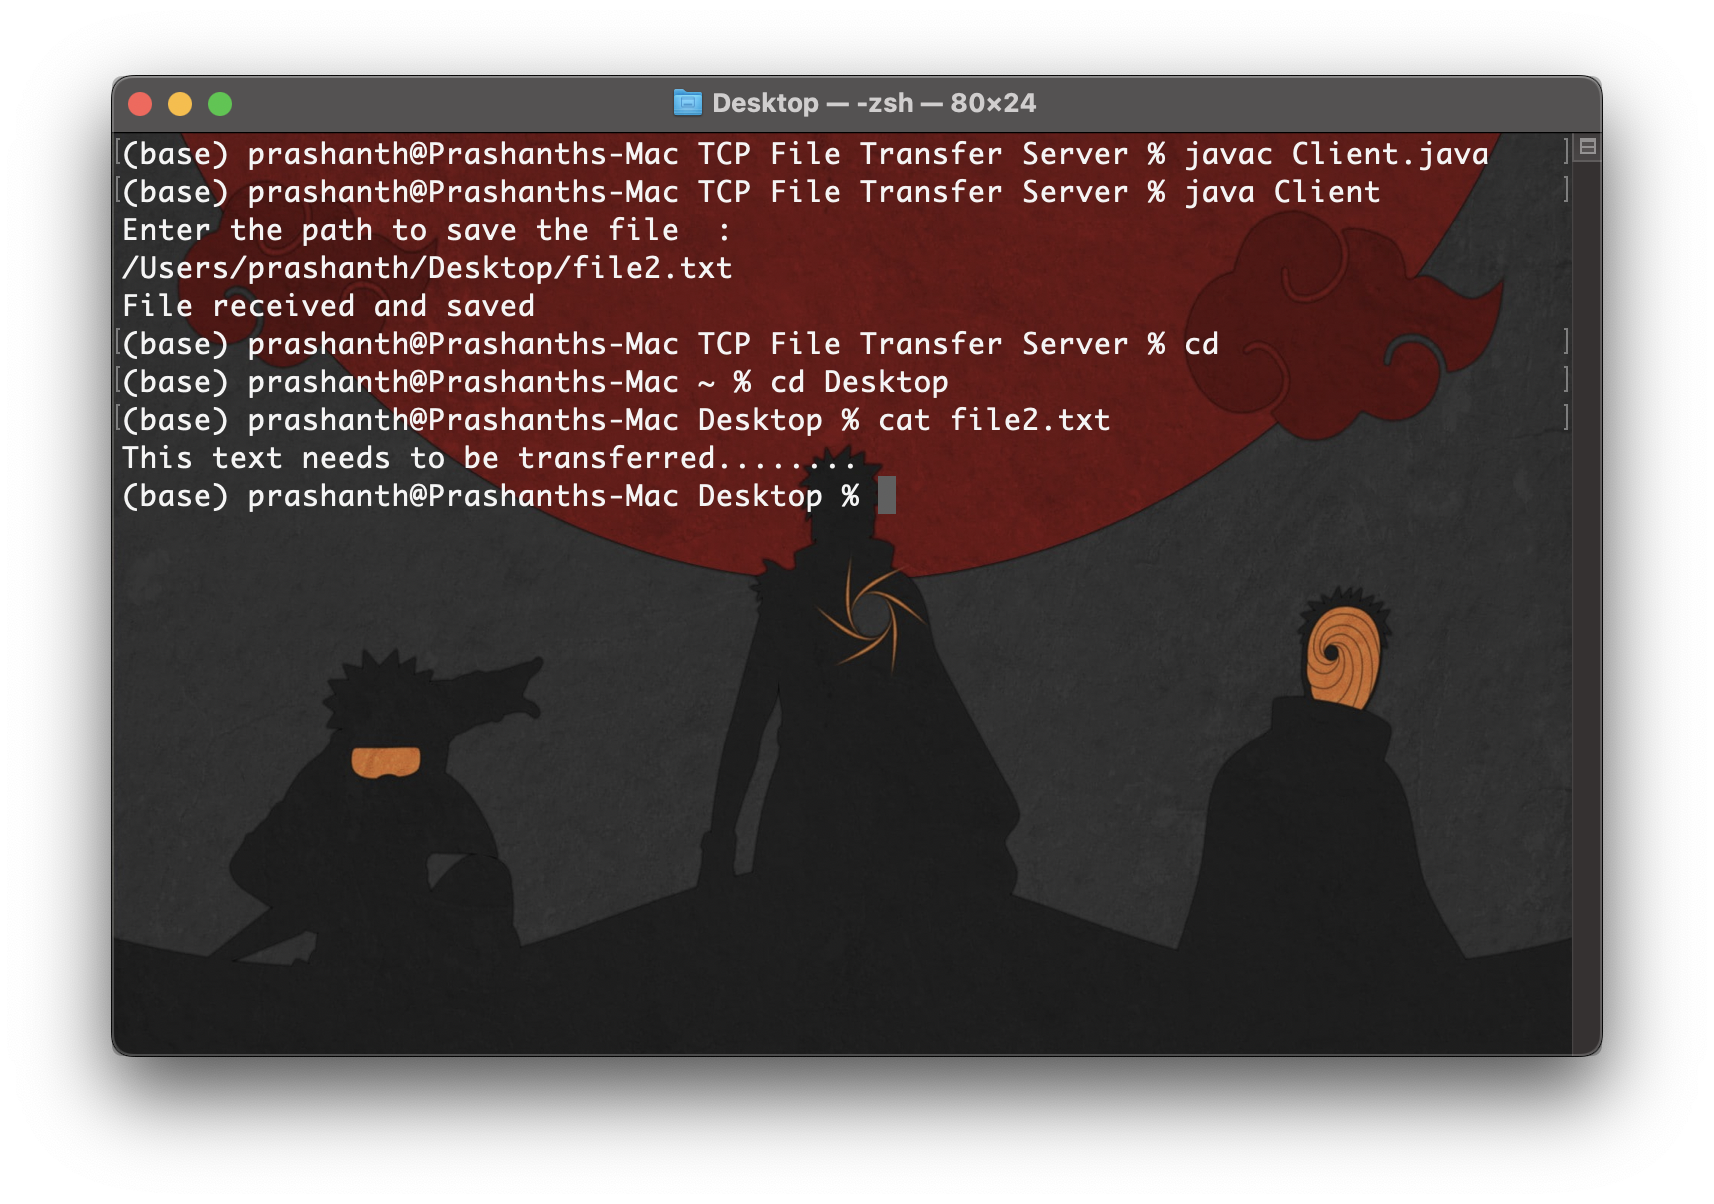 Desktop — -zsh — 80×24
(base) prashanth@Prashanths-Mac TCP File Transfer Server % javac Client.java
(base) prashanth@Prashanths-Mac TCP File Transfer Server % java Client
Enter the path to save the file  :
/Users/prashanth/Desktop/file2.txt
File received and saved
(base) prashanth@Prashanths-Mac TCP File Transfer Server % cd
(base) prashanth@Prashanths-Mac ~ % cd Desktop
(base) prashanth@Prashanths-Mac Desktop % cat file2.txt
This text needs to be transferred........
(base) prashanth@Prashanths-Mac Desktop %